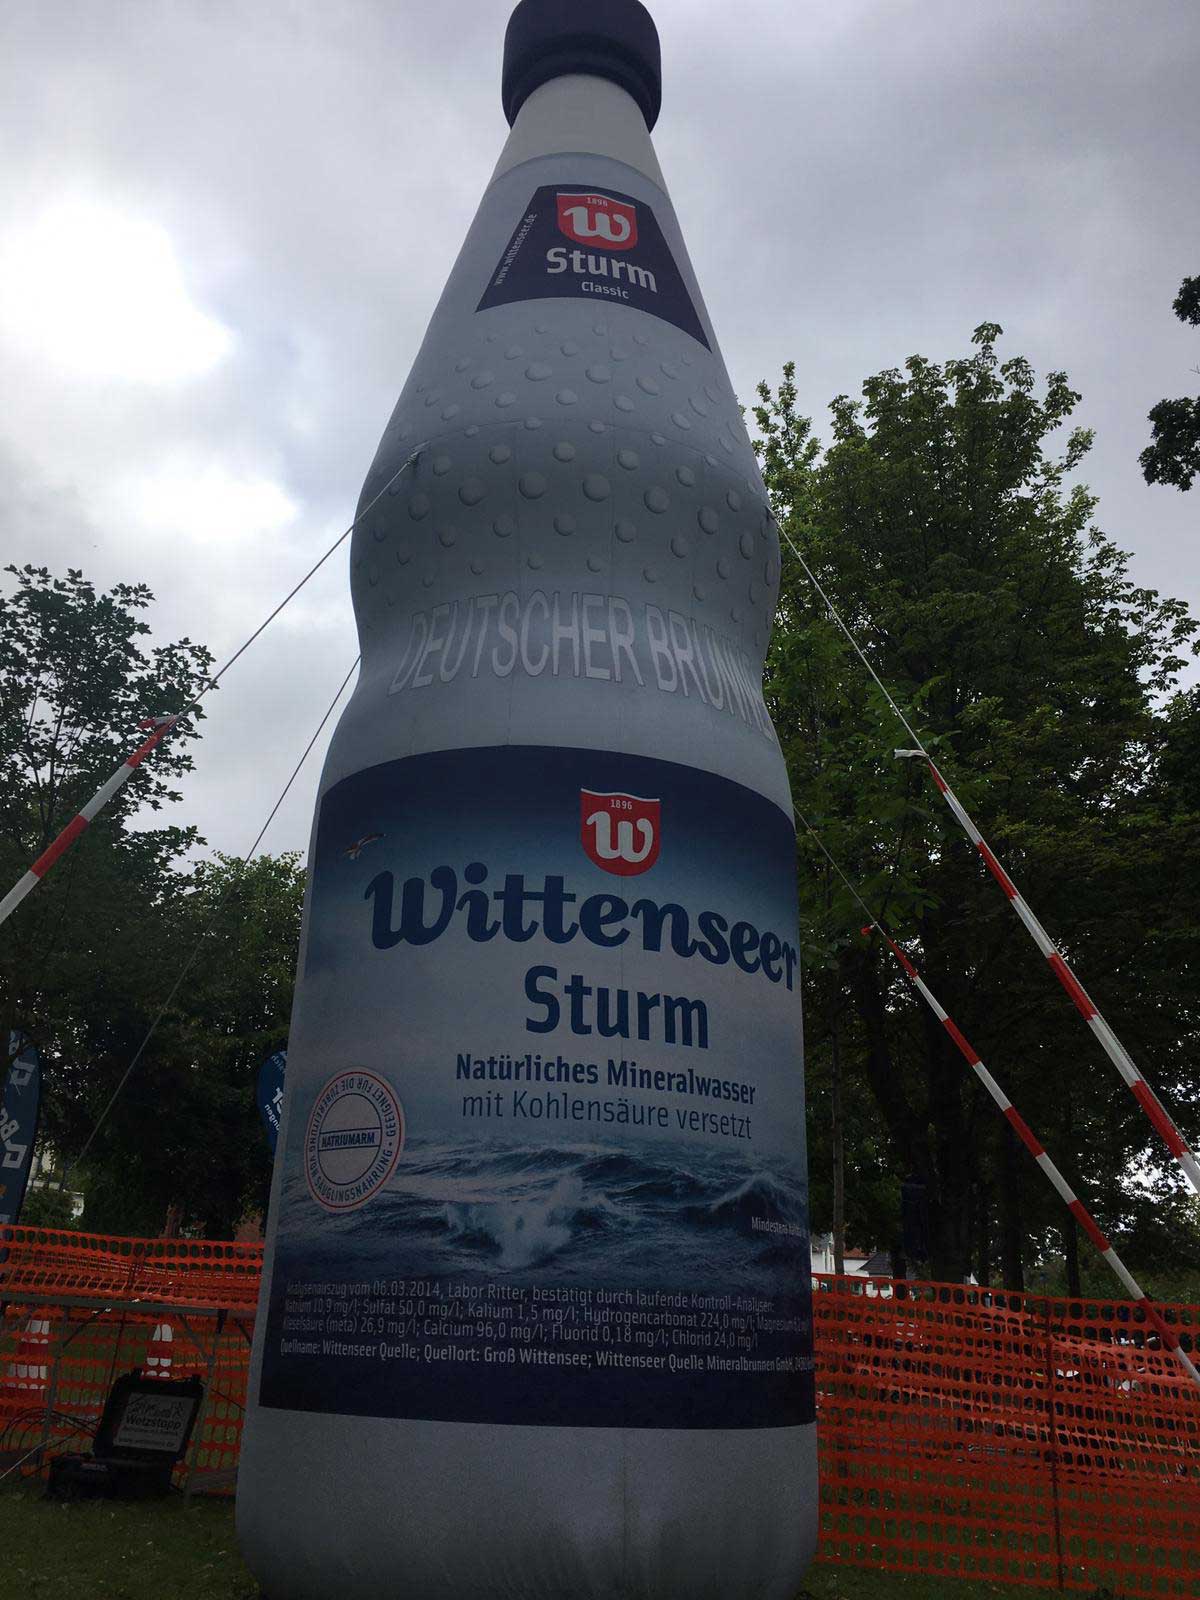 1896
W
Sturm
Classic
www.wittenseer.de
DEUTSCHER BRUNNE
1896
W
Wittenseer
Sturm
Natürliches Mineralwasser
mit Kohlensäure versetzt
GEEIGNET FÜR DIE ZUBEREITUNG VON SÄUGLINGSNAHRUNG •
NATRIUMARM
Mindestens
Analysenauszug vom 06.03.2014, Labor Ritter, bestätigt durch laufende Kontroll-Analysen:
Natrium 10,9 mg/l; Sulfat 50,0 mg/l; Kalium 1,5 mg/l; Hydrogencarbonat 224,0 mg/l; Magnesium
Kieselsäure (meta) 26,9 mg/l; Calcium 96,0 mg/l; Fluorid 0,18 mg/l; Chlorid 24,0 mg/l
Quellname: Wittenseer Quelle; Quellort: Groß Wittensee; Wittenseer Quelle Mineralbrunnen GmbH,
Wetzstapp